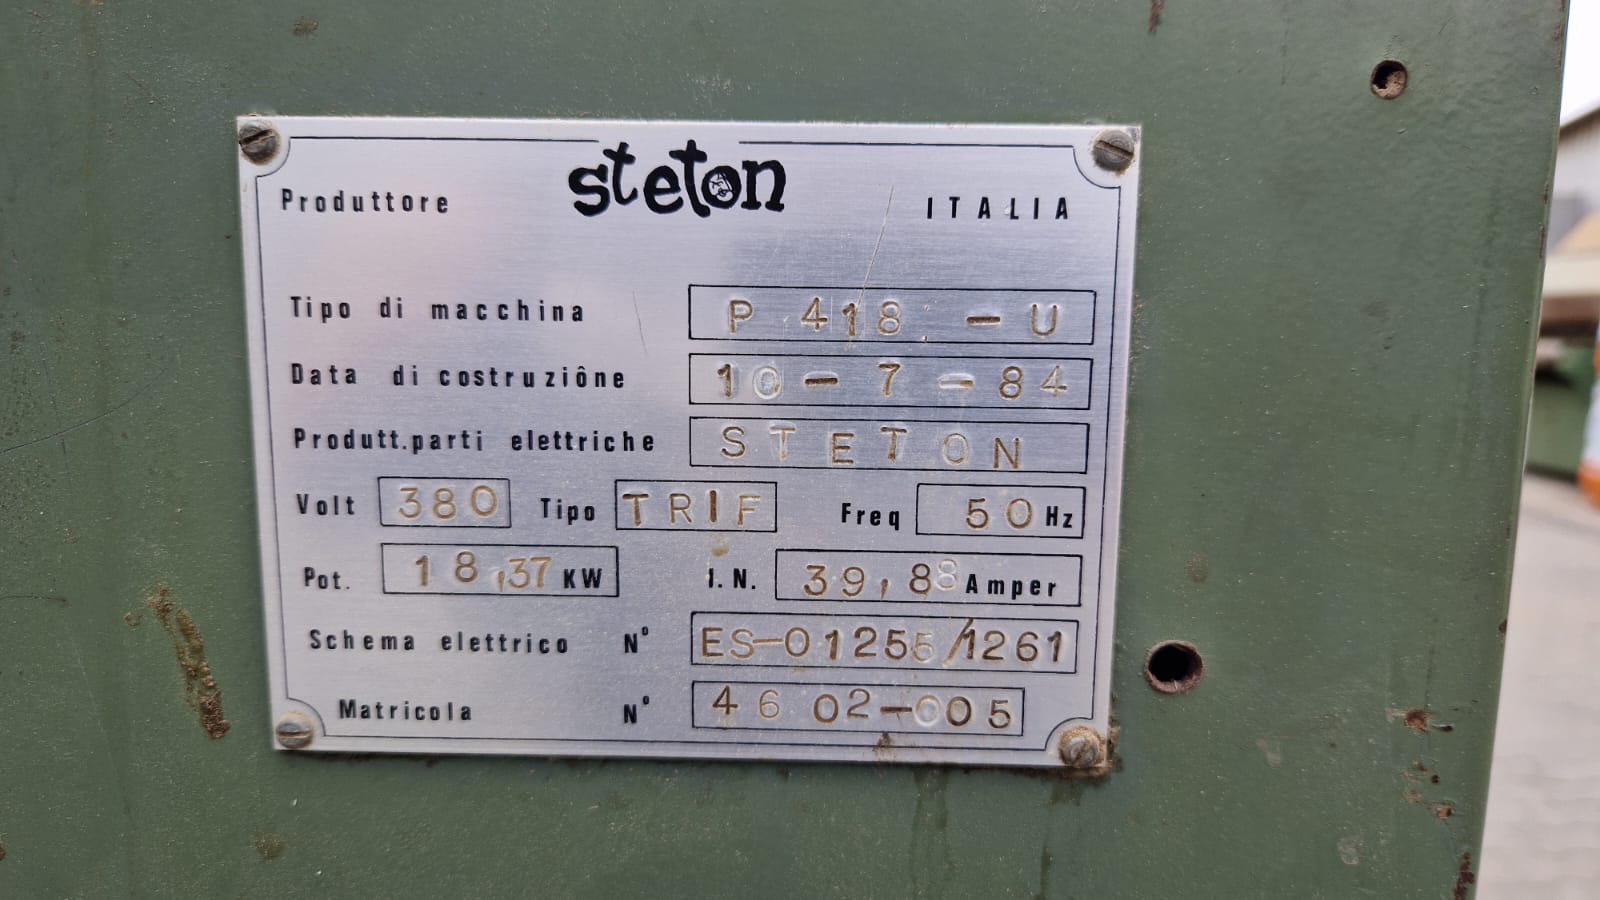 Produttore steton ITALIA
Tipo di macchina P 418 - U
Data di costruziône 10-7-84
Produtt.parti elettriche STETON
Volt 380 Tipo TRIF Freq 50 Hz
Pot. 18,37 KW I.N. 39,88 Amper
Schema elettrico N° ES-01255/1261
Matricola N° 4602-005